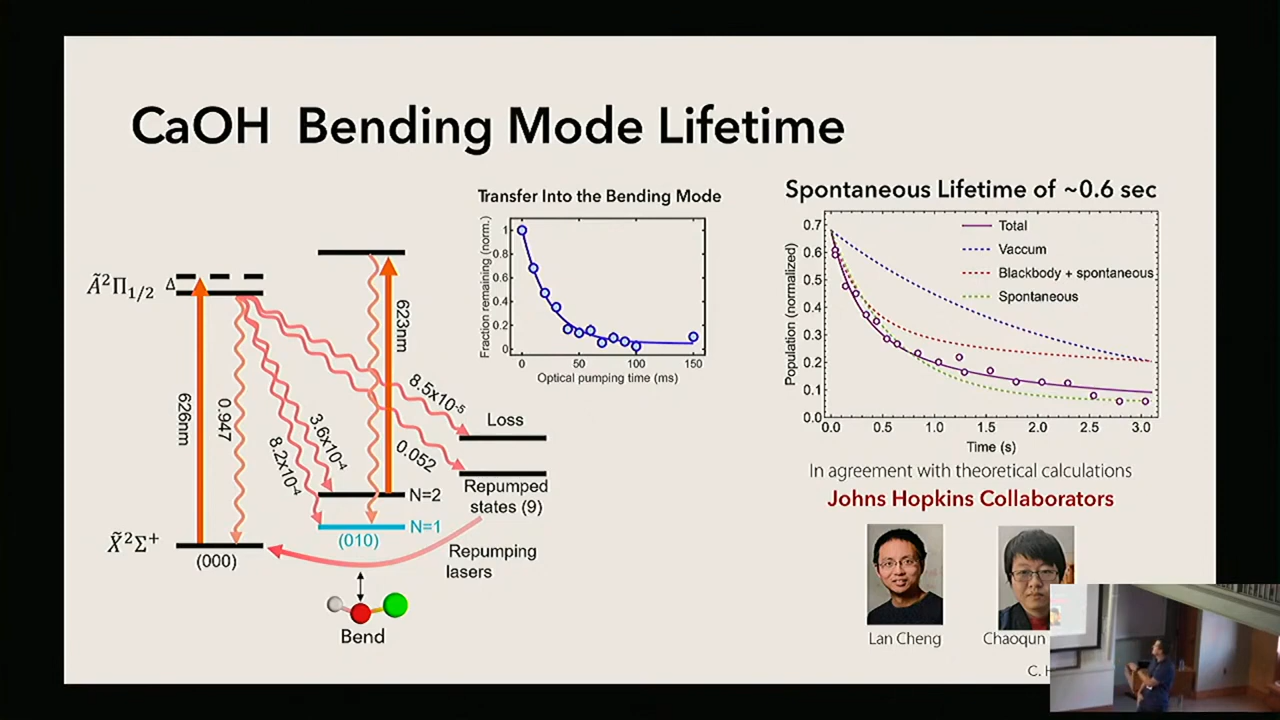 CaOH Bending Mode Lifetime
Transfer Into the Bending Mode
Fraction remaining (norm.)
1
0.8
0.6
0.4
0.2
0
0 50 100 150
Optical pumping time (ms)
Spontaneous Lifetime of ~0.6 sec
Population (normalized)
0.7
0.6
0.5
0.4
0.3
0.2
0.1
0.0
Total
Vaccum
Blackbody + spontaneous
Spontaneous
0.0 0.5 1.0 1.5 2.0 2.5 3.0
Time (s)
In agreement with theoretical calculations
Johns Hopkins Collaborators
Lan Cheng
Chaoqun
C.
Ã²Π1/2
Δ
626nm
0.947
623nm
8.5x10-5
3.6x10-4
8.2x10-4
0.052
Loss
Repumped
states (9)
N=2
N=1
(010)
X̃²Σ+
(000)
Repumping
lasers
Bend